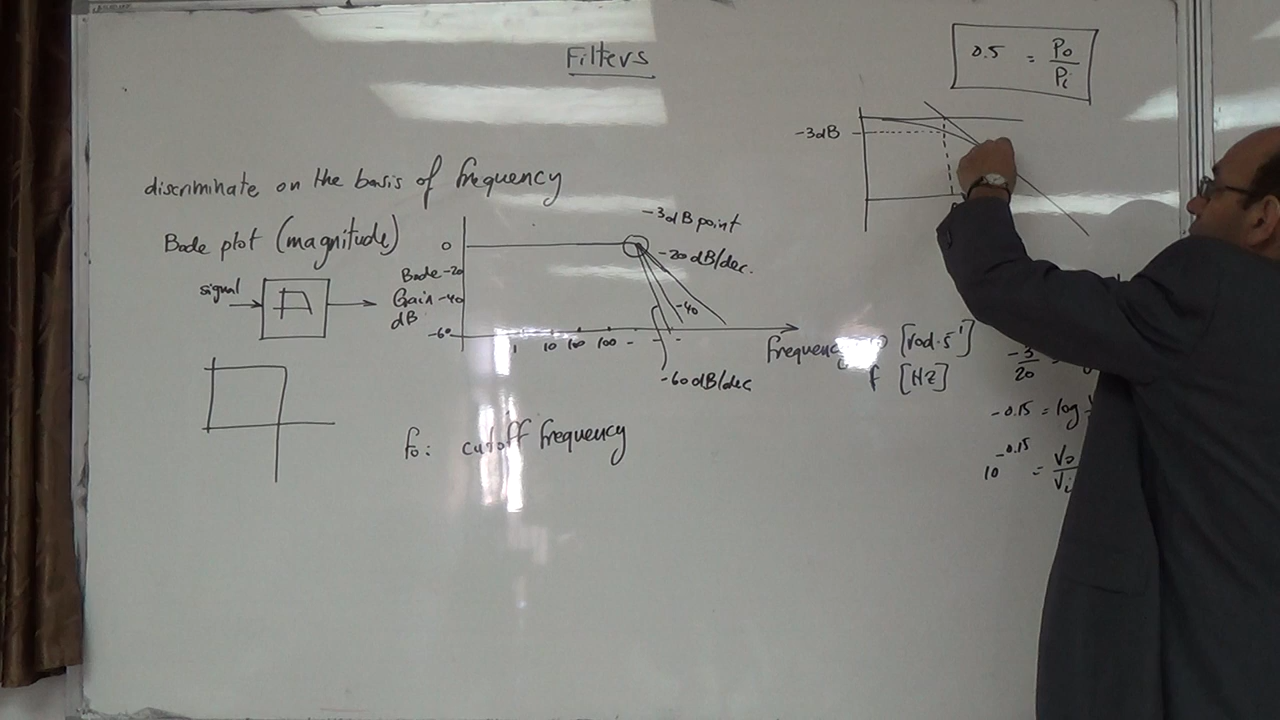 Filters
0.5 = Po/Pi
-3dB
discriminate on the basis of frequency
Bode plot (magnitude)
signal
Bode
Gain
dB
0
-20
-40
-60
-3dB point
-20dB/dec.
-40
-60dB/dec
1 10 100 - - -
frequency
[rad.s⁻¹]
f [HZ]
fo: cutoff frequency
-3/20 =
-0.15 = log
10^-0.15 = Vo/Vi